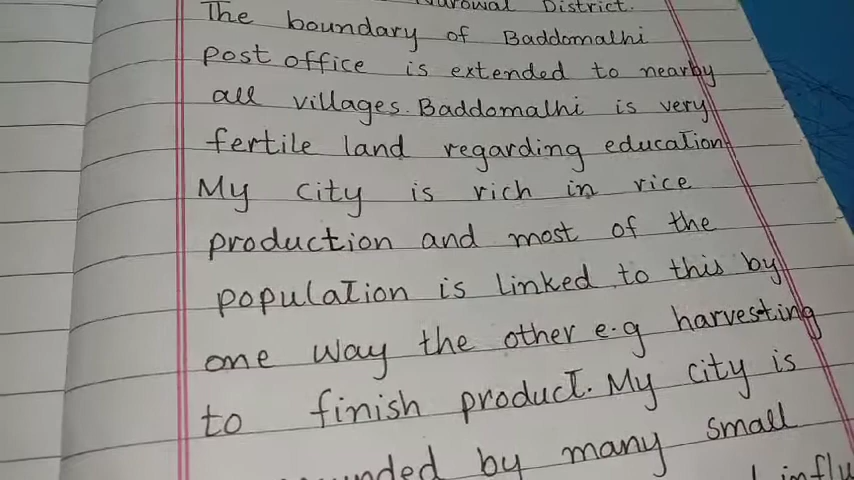 Narowal District.
The boundary of Baddomalhi
post office is extended to nearby
all villages. Baddomalhi is very
fertile land regarding education
My city is rich in rice
production and most of the
population is linked to this by
one way the other e.g harvesting
to finish product. My city is
by many small